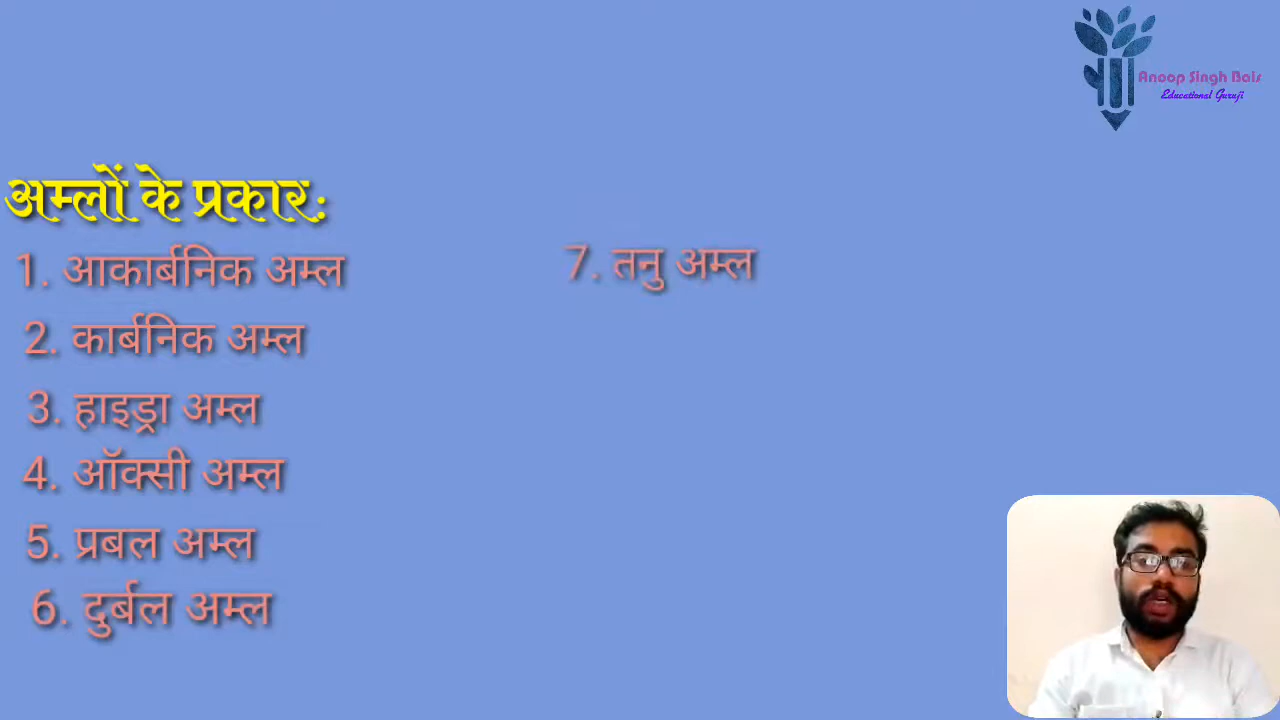 Anoop Singh Bais
Educational Guruji
अम्लों के प्रकार:
1. आकार्बनिक अम्ल
2. कार्बनिक अम्ल
3. हाइड्रा अम्ल
4. ऑक्सी अम्ल
5. प्रबल अम्ल
6. दुर्बल अम्ल
7. तनु अम्ल